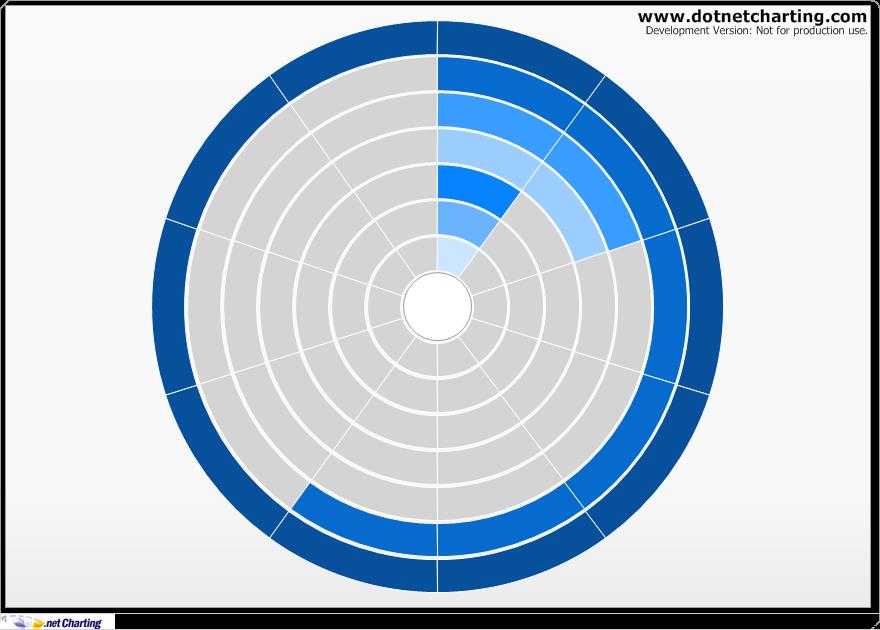 www.dotnetcharting.com
Development Version: Not for production use.
.net Charting